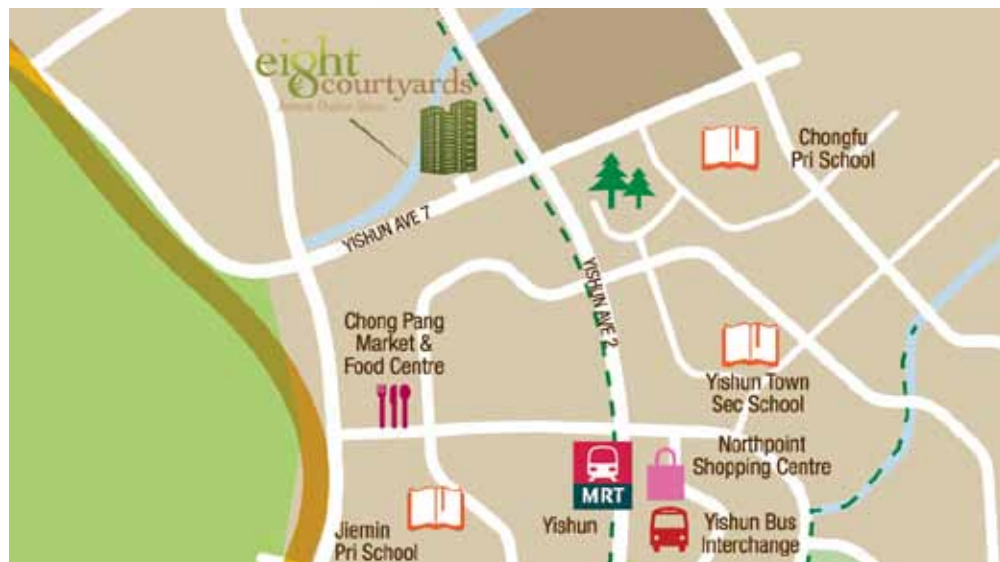 eight
courtyards
YISHUN AVE 7
YISHUN AVE 2
Chongfu
Pri School
Chong Pang
Market &
Food Centre
Yishun Town
Sec School
Northpoint
Shopping Centre
MRT
Yishun
Yishun Bus
Interchange
Jiemin
Pri School